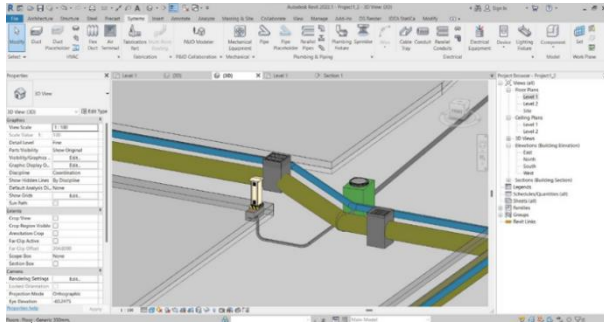 Autodesk Revit 2022.1 - Project1_2 - 3D View: {3D}
Sign In
File Architecture Structure Steel Precast Systems Insert Annotate Analyze Massing & Site Collaborate View Manage Add-Ins
Modify
Duct
Duct Placeholder
Flex Duct
Air Terminal
Fabrication Part
P&ID Modeler
Mechanical Equipment
Pipe
Pipe Placeholder
Parallel Pipes
Plumbing Fixture
Sprinkler
Cable Tray
Conduit
Parallel Conduits
Electrical Equipment
Device
Lighting Fixture
Component
Set
Select
HVAC
Fabrication
P&ID Collaboration
Mechanical
Plumbing & Piping
Electrical
Model
Work Plane
Properties
3D View
3D View: {3D}
Edit Type
Graphics
View Scale 1 : 100
Scale Value 1: 100
Detail Level Fine
Parts Visibility Show Original
Visibility/Graphics... Edit...
Graphic Display O... Edit...
Discipline Coordination
Show Hidden Lines By Discipline
Default Analysis Di... None
Show Grids Edit...
Sun Path
Extents
Crop View
Crop Region Visible
Annotation Crop
Far Clip Active
Far Clip Offset
Scope Box None
Section Box
Camera
Rendering Settings Edit...
Locked Orientation
Projection Mode Orthographic
Eye Elevation
Properties help
Apply
Level 1
{3D}
Level 1
Section 1
1 : 100
Project Browser - Project1_2
Views (all)
Floor Plans
Level 1
Level 2
Site
Ceiling Plans
Level 1
Level 2
3D Views
Elevations (Building Elevation)
East
North
South
West
Sections (Building Section)
Legends
Schedules/Quantities (all)
Sheets (all)
Families
Groups
Revit Links